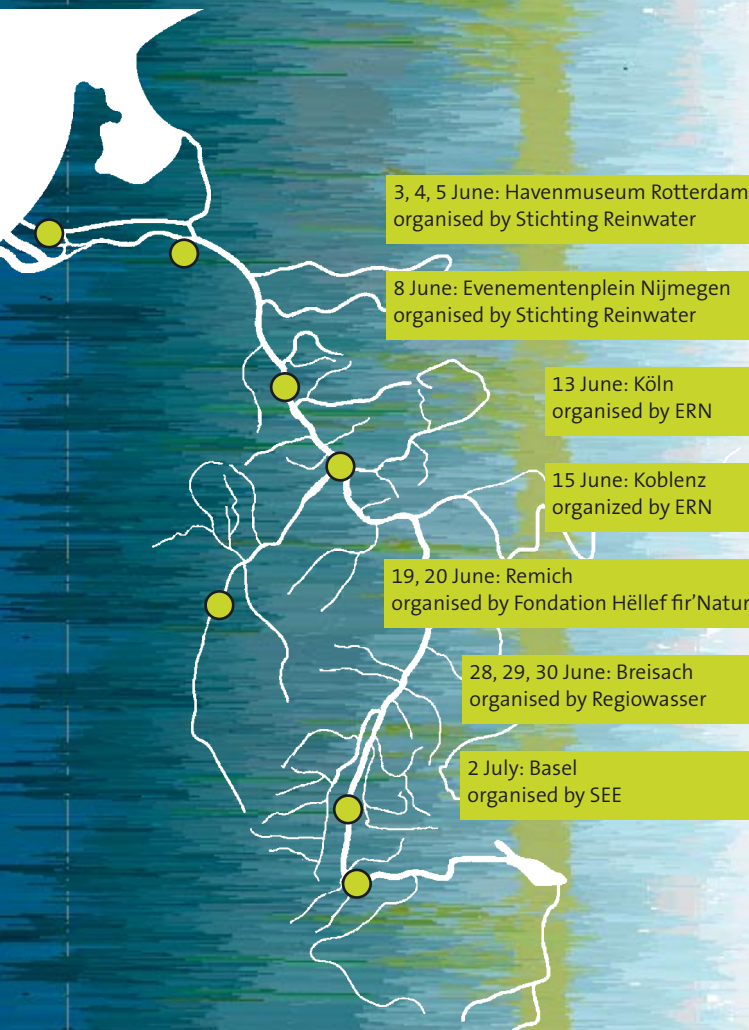 3, 4, 5 June: Havenmuseum Rotterdam
organised by Stichting Reinwater
8 June: Evenementenplein Nijmegen
organised by Stichting Reinwater
13 June: Köln
organised by ERN
15 June: Koblenz
organized by ERN
19, 20 June: Remich
organised by Fondation Hëllef fir'Natur
28, 29, 30 June: Breisach
organised by Regiowasser
2 July: Basel
organised by SEE